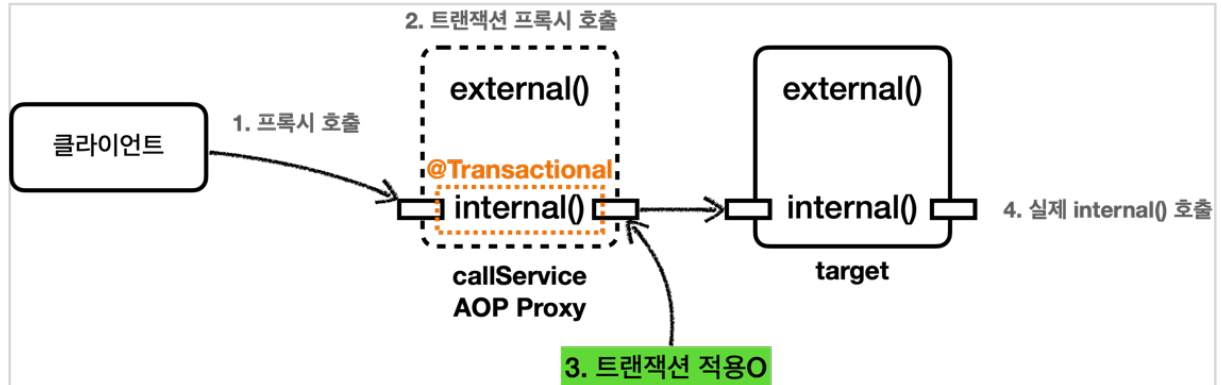 2. 트랜잭션 프록시 호출
external()
external()
1. 프록시 호출
클라이언트
@Transactional
internal()
internal()
4. 실제 internal() 호출
callService
AOP Proxy
target
3. 트랜잭션 적용O